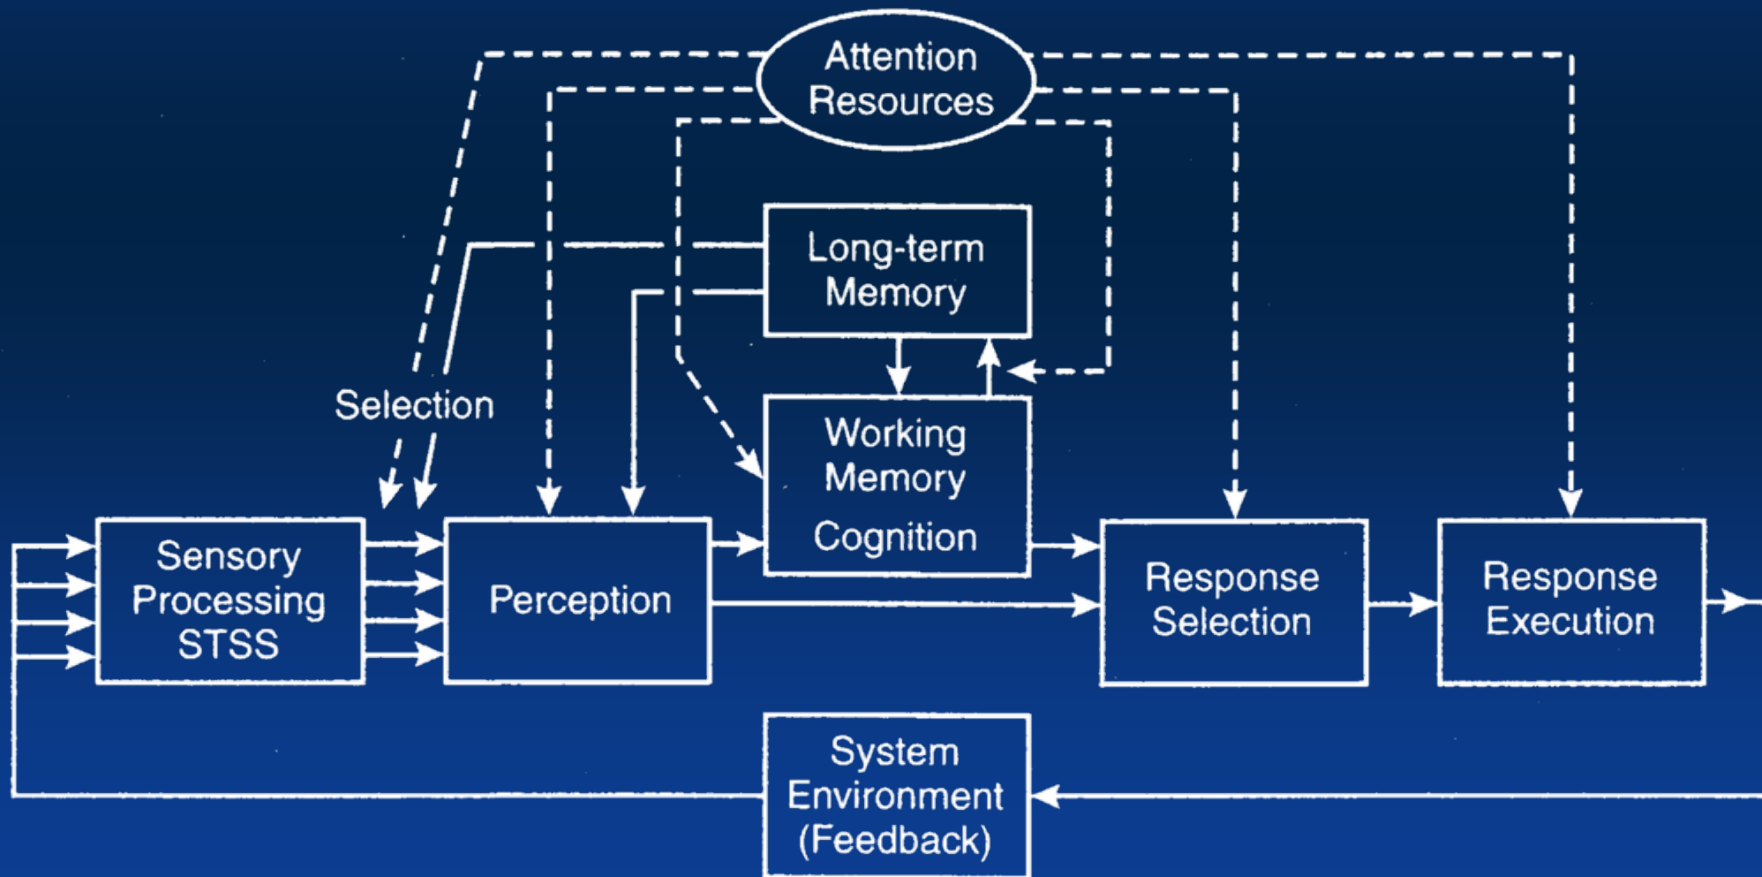 Attention
Resources
Long-term
Memory
Selection
Working
Memory
Cognition
Sensory
Processing
STSS
Perception
Response
Selection
Response
Execution
System
Environment
(Feedback)